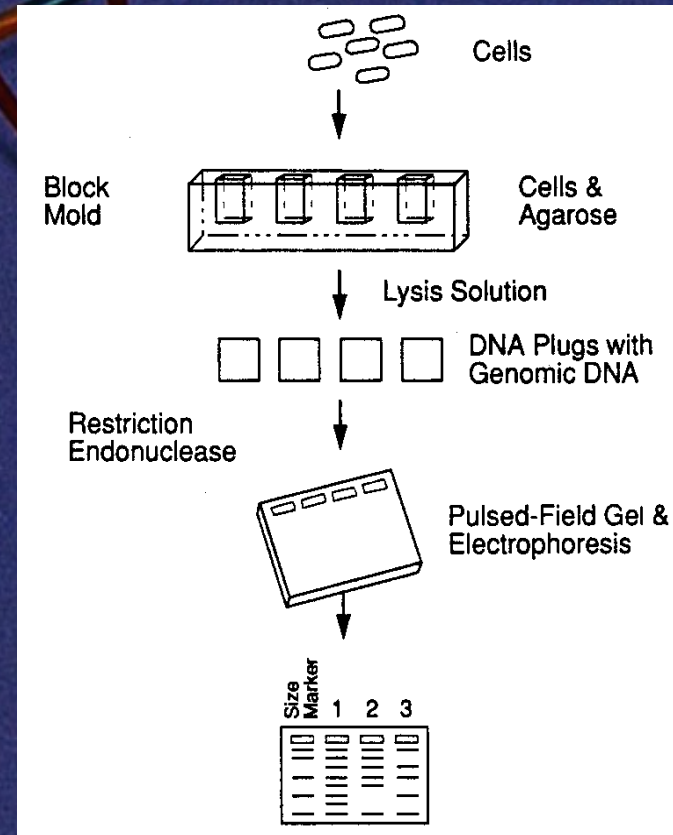 Cells
Block
Mold
Cells &
Agarose
Lysis Solution
DNA Plugs with
Genomic DNA
Restriction
Endonuclease
Pulsed-Field Gel &
Electrophoresis
Size
Marker
1 2 3